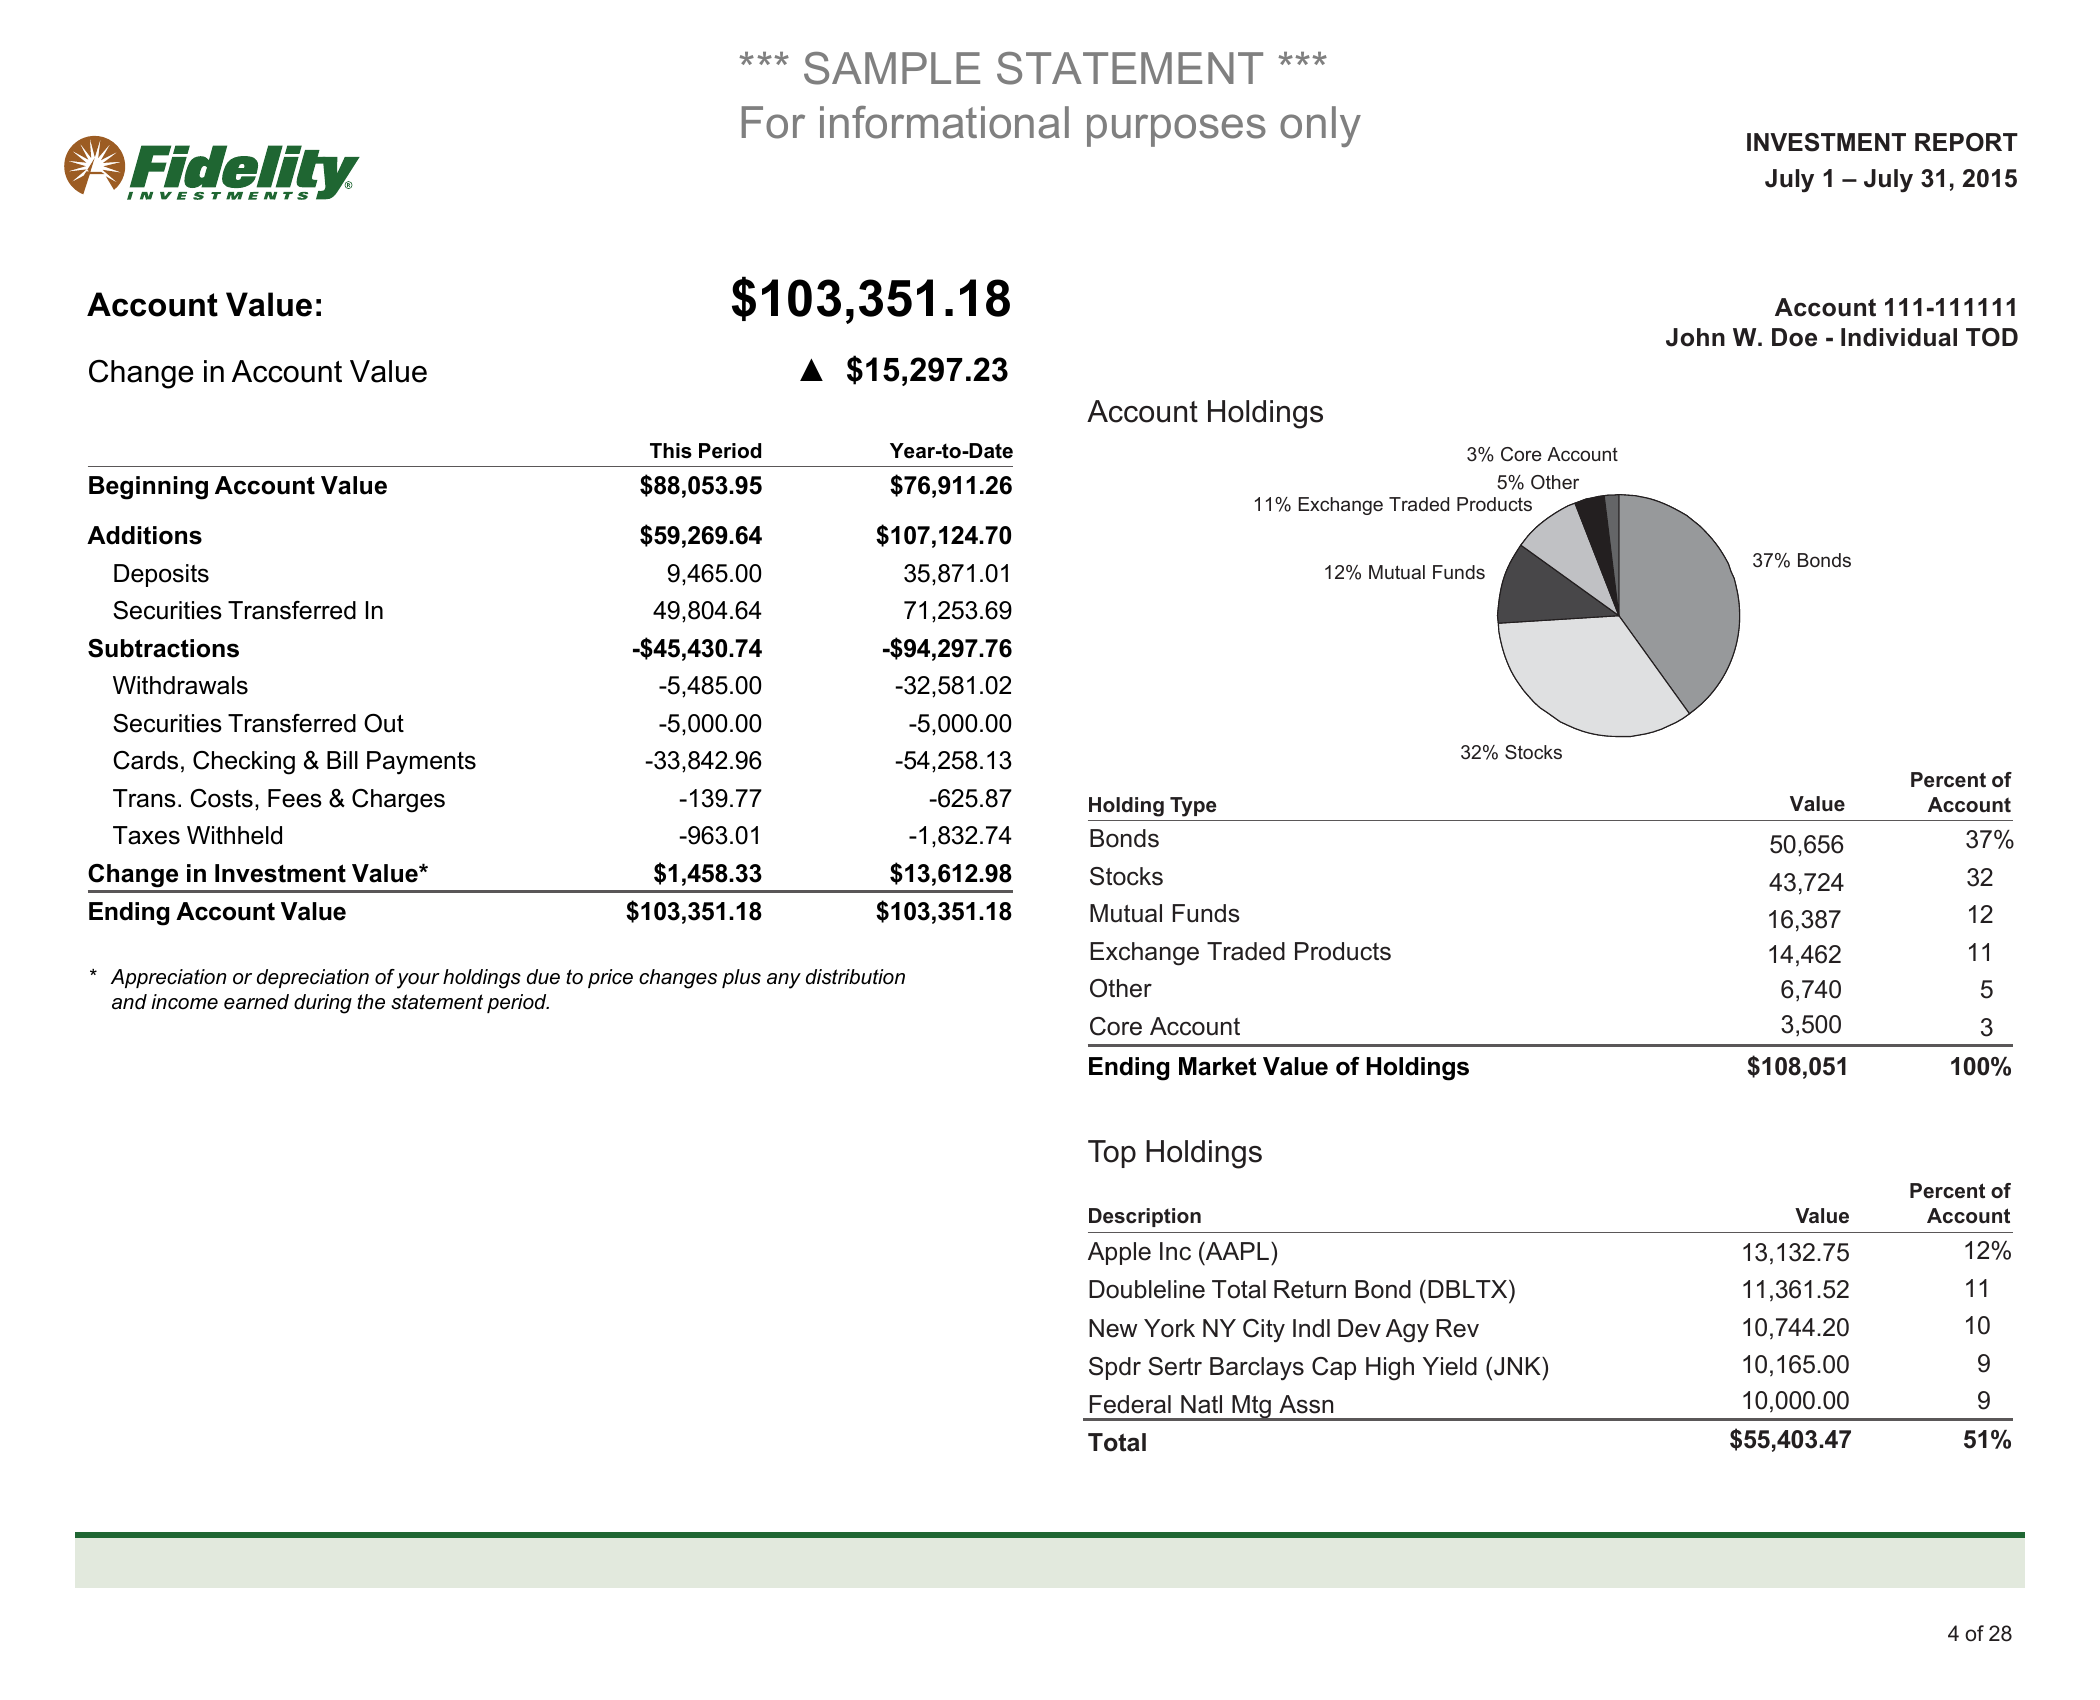 *** SAMPLE STATEMENT ***
For informational purposes only
Fidelity®
INVESTMENTS
INVESTMENT REPORT
July 1 – July 31, 2015
Account Value: $103,351.18
Change in Account Value ▲ $15,297.23
This Period Year-to-Date
Beginning Account Value $88,053.95 $76,911.26
Additions $59,269.64 $107,124.70
Deposits 9,465.00 35,871.01
Securities Transferred In 49,804.64 71,253.69
Subtractions -$45,430.74 -$94,297.76
Withdrawals -5,485.00 -32,581.02
Securities Transferred Out -5,000.00 -5,000.00
Cards, Checking & Bill Payments -33,842.96 -54,258.13
Trans. Costs, Fees & Charges -139.77 -625.87
Taxes Withheld -963.01 -1,832.74
Change in Investment Value* $1,458.33 $13,612.98
Ending Account Value $103,351.18 $103,351.18
* Appreciation or depreciation of your holdings due to price changes plus any distribution
and income earned during the statement period.
Account 111-111111
John W. Doe - Individual TOD
Account Holdings
3% Core Account
5% Other
11% Exchange Traded Products
37% Bonds
12% Mutual Funds
32% Stocks
Percent of
Holding Type Value Account
Bonds 50,656 37%
Stocks 43,724 32
Mutual Funds 16,387 12
Exchange Traded Products 14,462 11
Other 6,740 5
Core Account 3,500 3
Ending Market Value of Holdings $108,051 100%
Top Holdings
Percent of
Description Value Account
Apple Inc (AAPL) 13,132.75 12%
Doubleline Total Return Bond (DBLTX) 11,361.52 11
New York NY City Indl Dev Agy Rev 10,744.20 10
Spdr Sertr Barclays Cap High Yield (JNK) 10,165.00 9
Federal Natl Mtg Assn 10,000.00 9
Total $55,403.47 51%
4 of 28